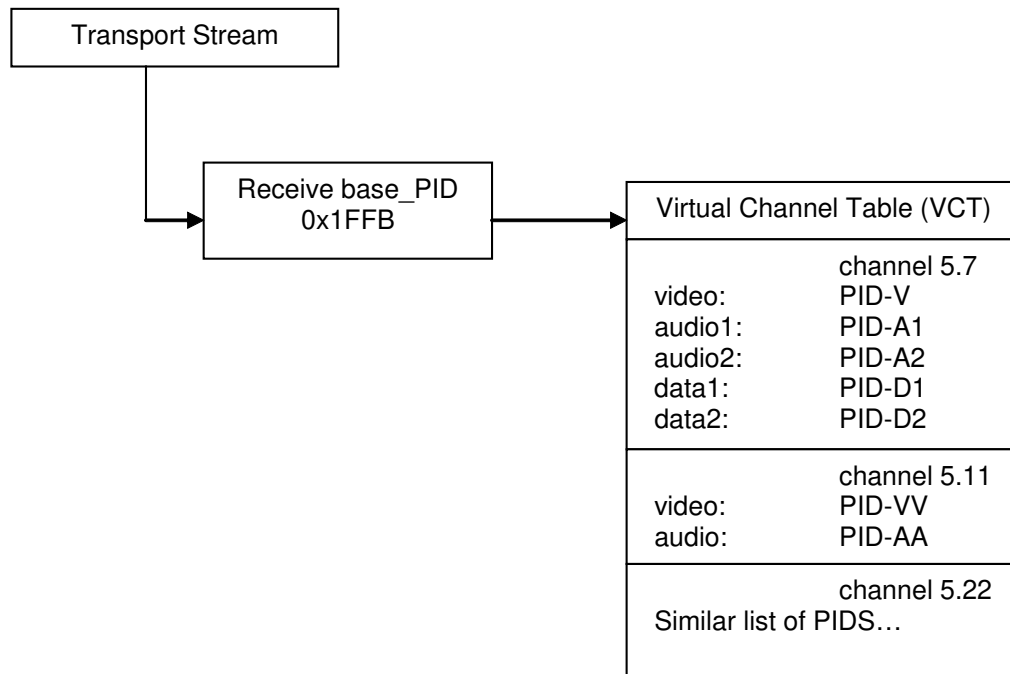 Transport Stream
Receive base_PID
0x1FFB
Virtual Channel Table (VCT)
channel 5.7
video: PID-V
audio1: PID-A1
audio2: PID-A2
data1: PID-D1
data2: PID-D2
channel 5.11
video: PID-VV
audio: PID-AA
channel 5.22
Similar list of PIDS…